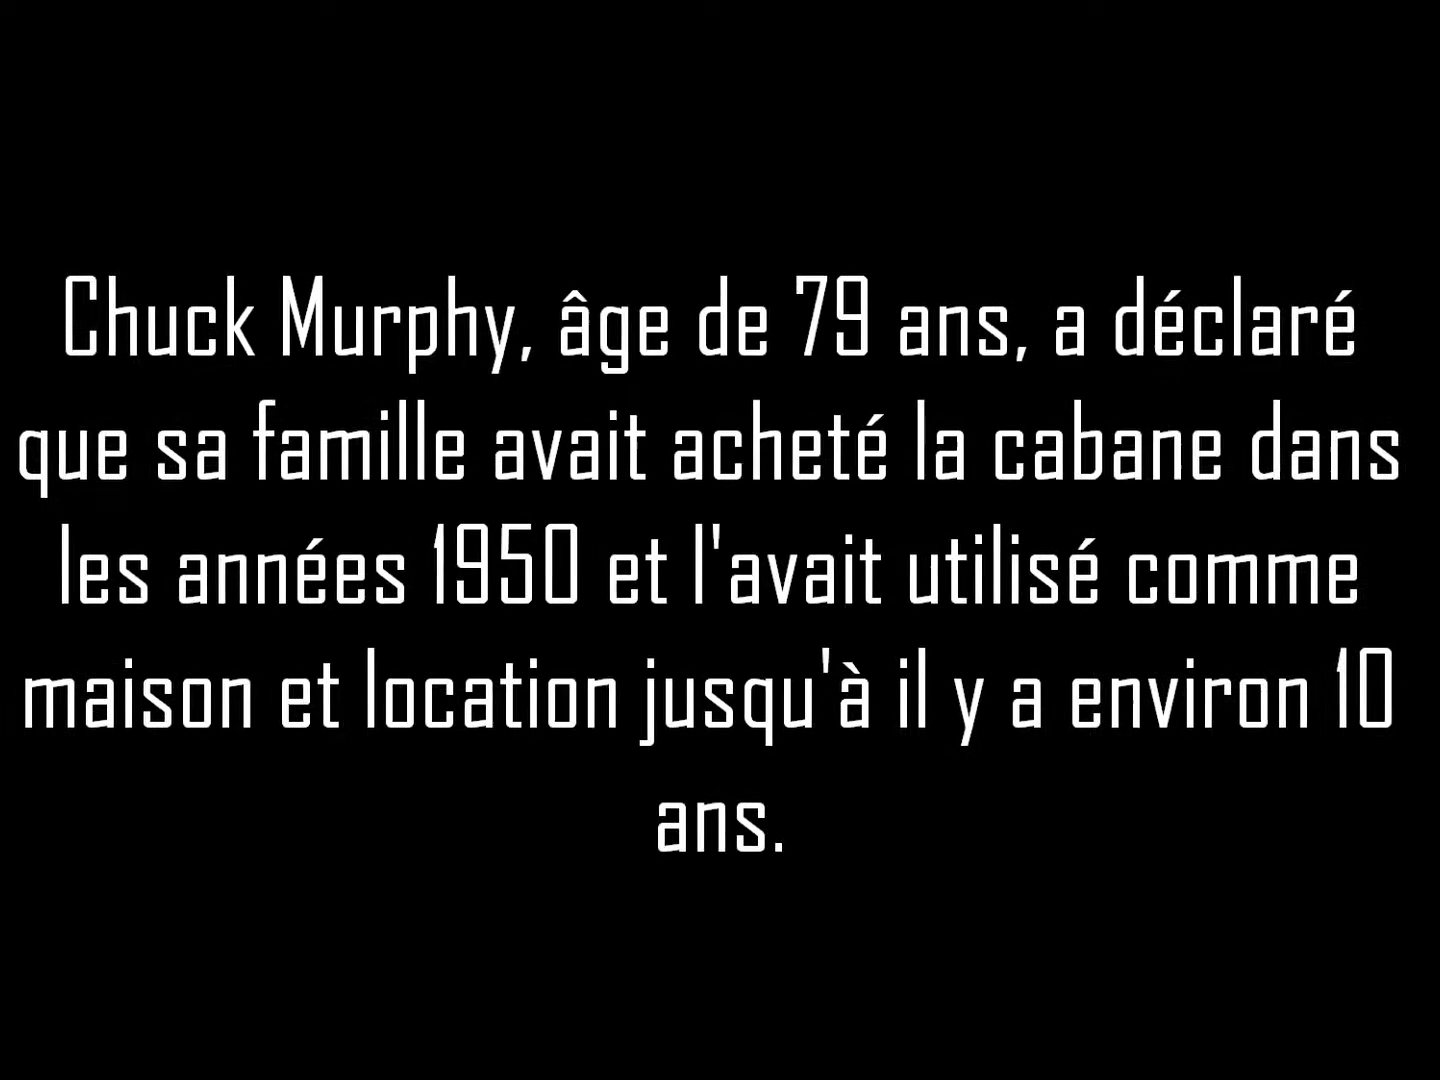 Chuck Murphy, âge de 79 ans, a déclaré
que sa famille avait acheté la cabane dans
les années 1950 et l'avait utilisé comme
maison et location jusqu'à il y a environ 10
ans.